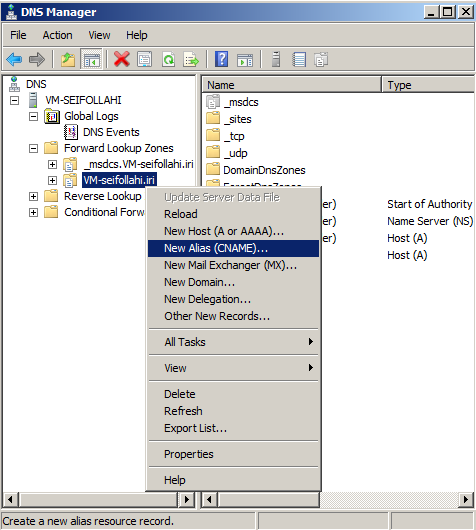 DNS Manager
File Action View Help
DNS
VM-SEIFOLLAHI
Global Logs
DNS Events
Forward Lookup Zones
_msdcs.VM-seifollahi.iri
VM-seifollahi.iri
Reverse Lookup
Conditional Forw
Name Type
_msdcs
_sites
_tcp
_udp
DomainDnsZones
ForestDnsZones
er) Start of Authority
er) Name Server (NS)
er) Host (A)
Host (A)
Update Server Data File
Reload
New Host (A or AAAA)...
New Alias (CNAME)...
New Mail Exchanger (MX)...
New Domain...
New Delegation...
Other New Records...
All Tasks
View
Delete
Refresh
Export List...
Properties
Help
Create a new alias resource record.